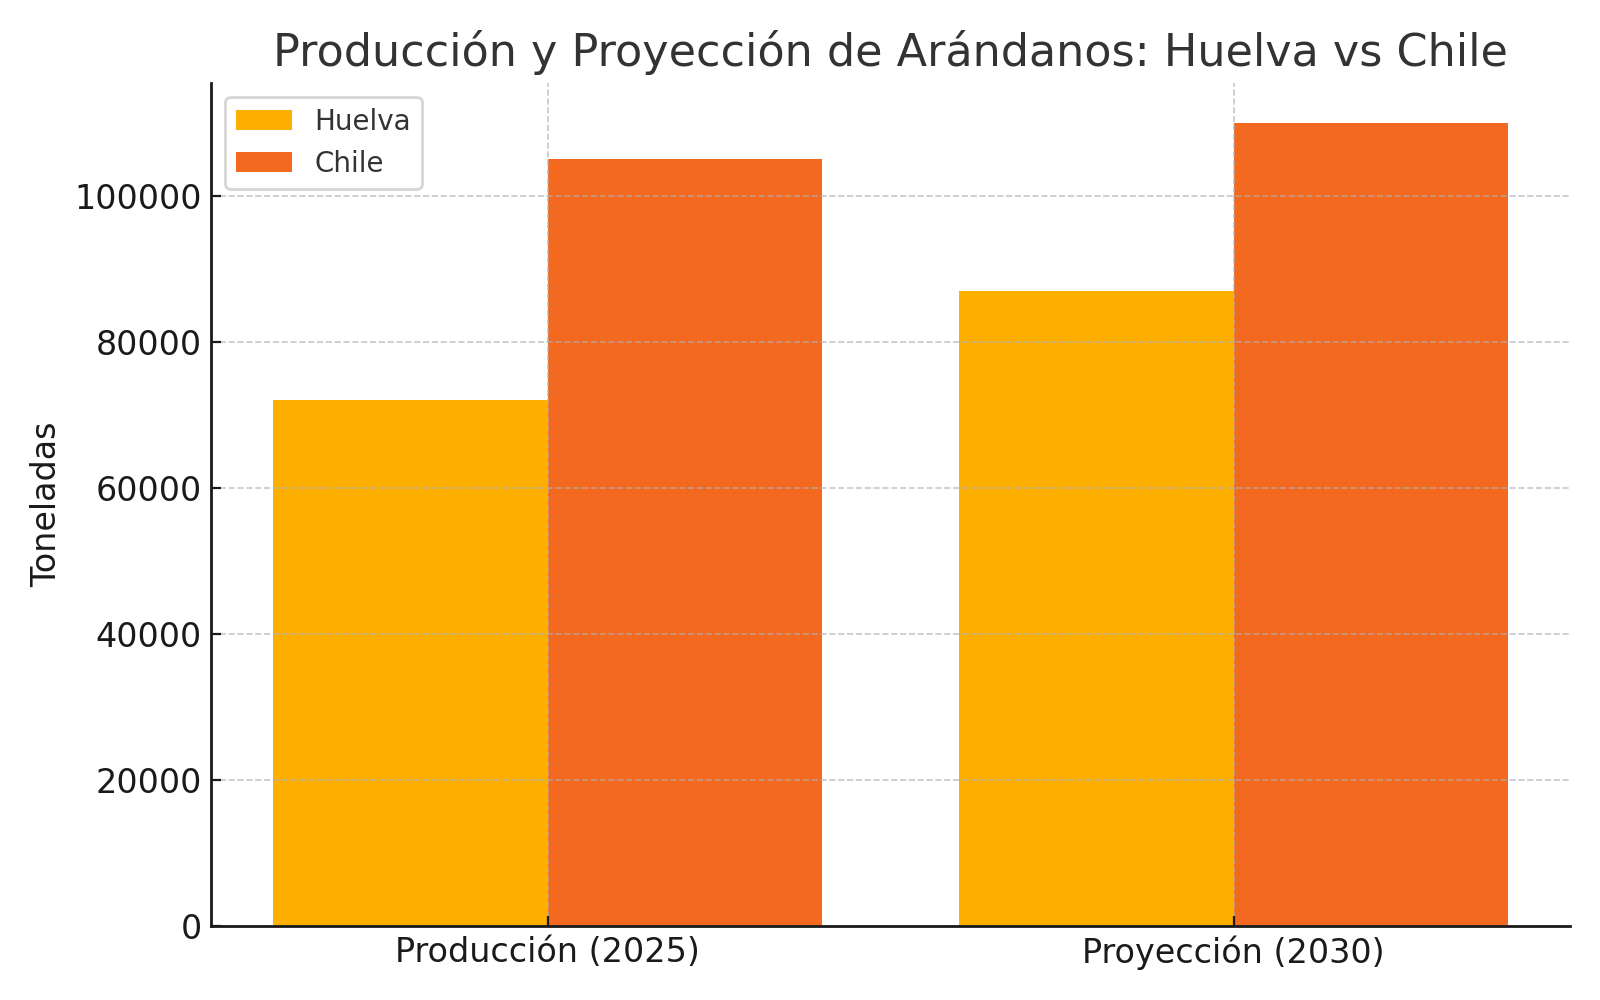 Producción y Proyección de Arándanos: Huelva vs Chile
Huelva
Chile
Toneladas
100000
80000
60000
40000
20000
0
Producción (2025)
Proyección (2030)